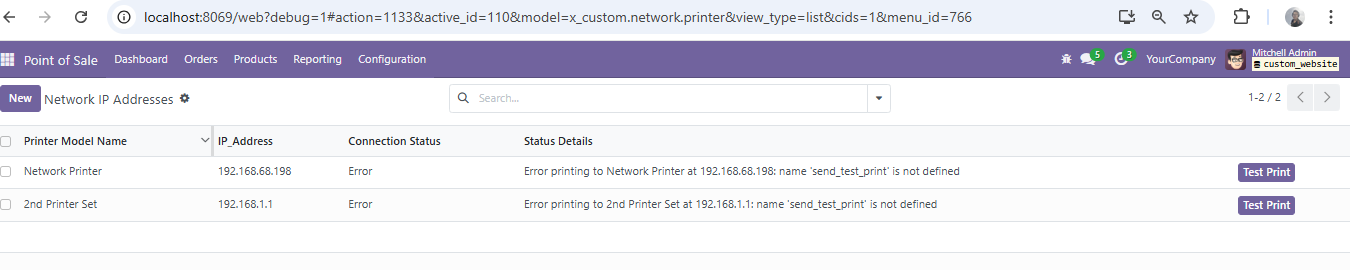 localhost:8069/web?debug=1#action=1133&active_id=110&model=x_custom.network.printer&view_type=list&cids=1&menu_id=766
Point of Sale Dashboard Orders Products Reporting Configuration 5 3 YourCompany Mitchell Admin
custom_website
New Network IP Addresses Search... 1-2 / 2
Printer Model Name IP_Address Connection Status Status Details
Network Printer 192.168.68.198 Error Error printing to Network Printer at 192.168.68.198: name 'send_test_print' is not defined Test Print
2nd Printer Set 192.168.1.1 Error Error printing to 2nd Printer Set at 192.168.1.1: name 'send_test_print' is not defined Test Print